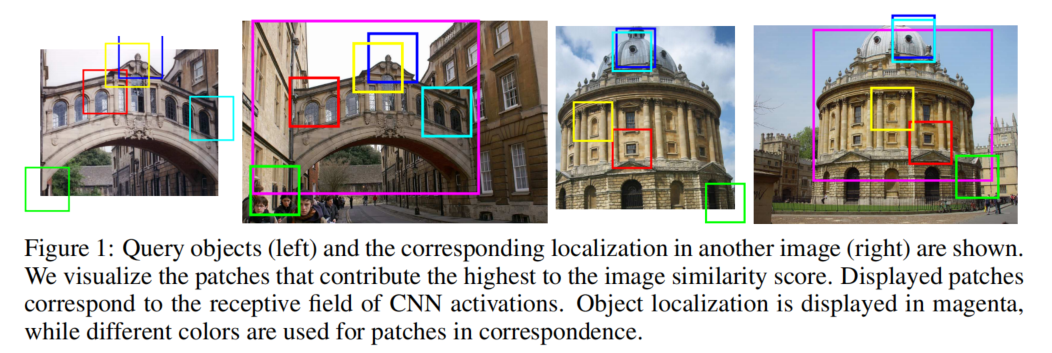 Figure 1: Query objects (left) and the corresponding localization in another image (right) are shown.
We visualize the patches that contribute the highest to the image similarity score. Displayed patches
correspond to the receptive field of CNN activations. Object localization is displayed in magenta,
while different colors are used for patches in correspondence.